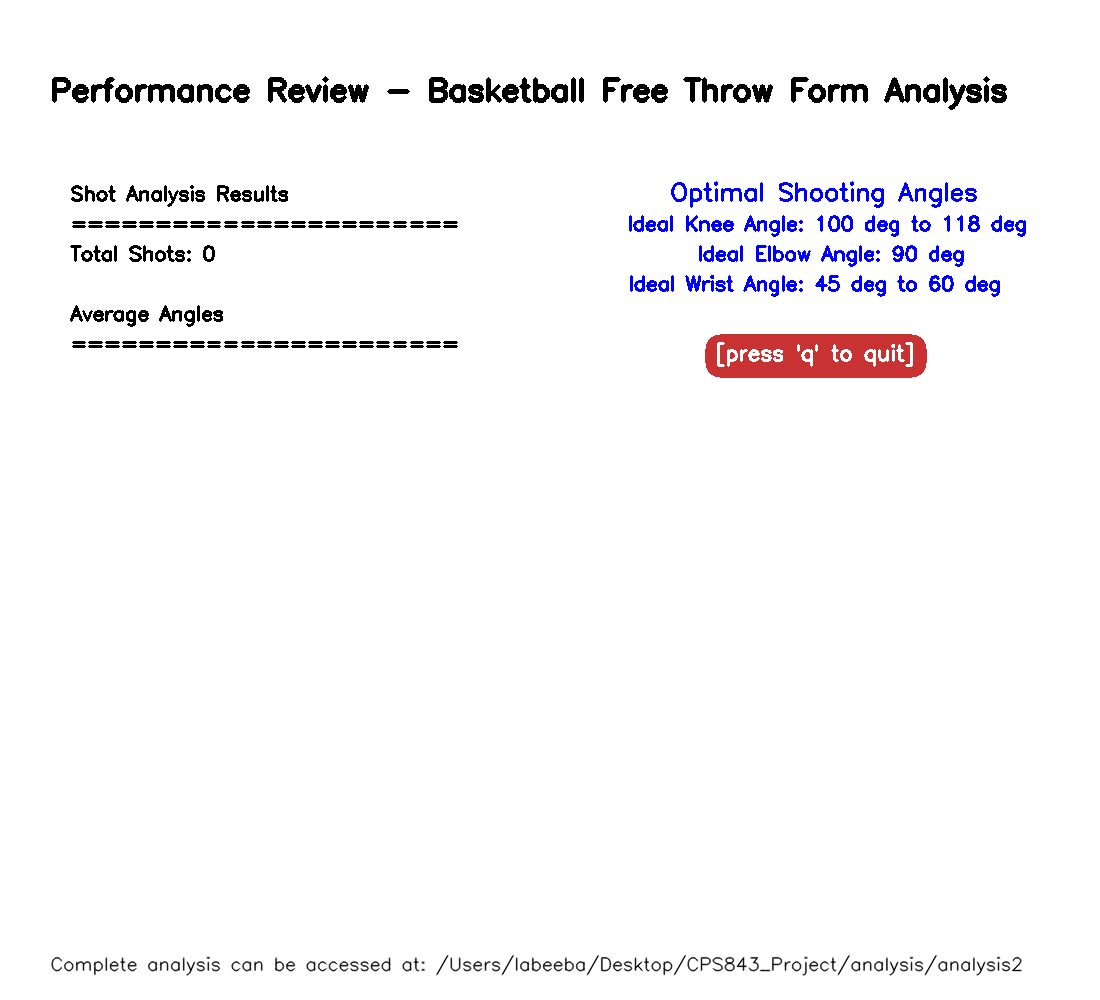 Performance Review - Basketball Free Throw Form Analysis
Shot Analysis Results
=======================
Total Shots: 0
Average Angles
=======================
Optimal Shooting Angles
Ideal Knee Angle: 100 deg to 118 deg
Ideal Elbow Angle: 90 deg
Ideal Wrist Angle: 45 deg to 60 deg
[press 'q' to quit]
Complete analysis can be accessed at: /Users/labeeba/Desktop/CPS843_Project/analysis/analysis2